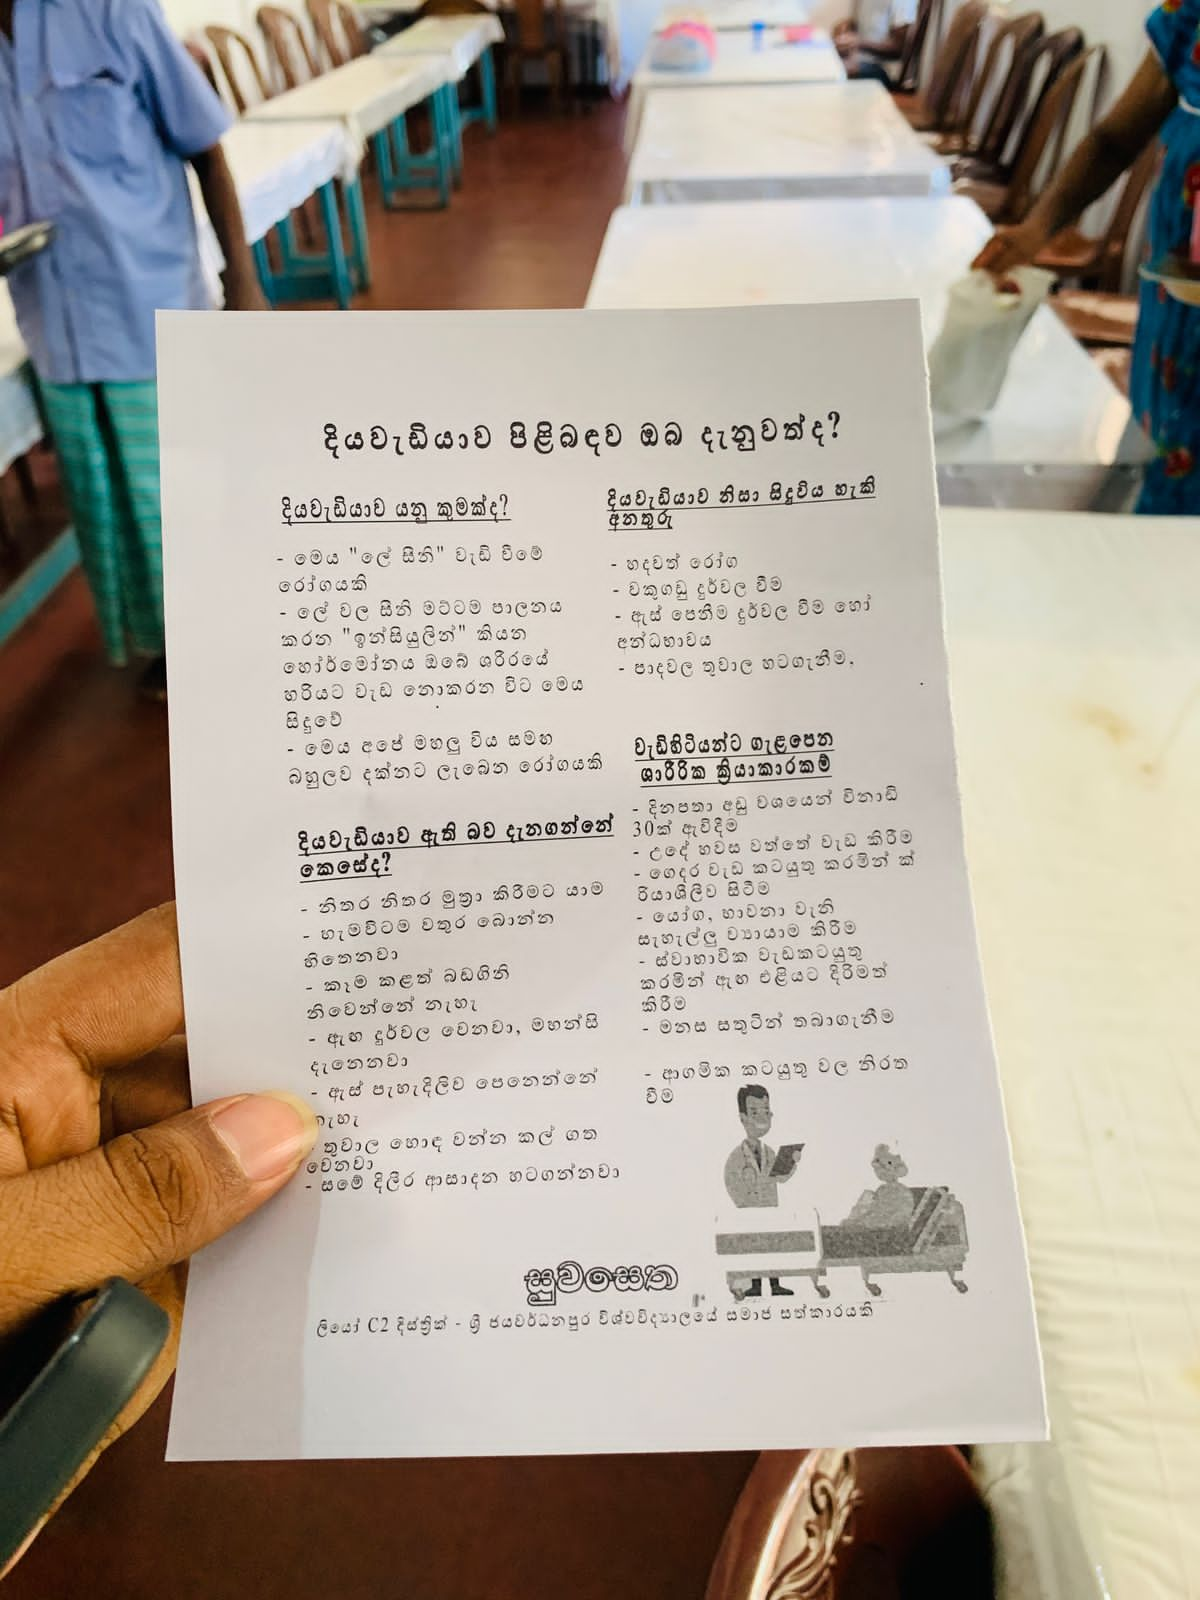 දියවැඩියාව පිළිබඳව ඔබ දැනුවත්ද?
දියවැඩියාව යනු කුමක්ද?
- මෙය "ලේ සීනි" වැඩි වීමේ
රෝගයකි
- ලේ වල සීනි මට්ටම පාලනය
කරන "ඉන්සියුලින්" කියන
හෝර්මෝනය ඔබේ ශරීරයේ
හරියට වැඩ නොකරන විට මෙය
සිදුවේ
- මෙය අපේ මහලු විය සමඟ
බහුලව දක්නට ලැබෙන රෝගයකි
දියවැඩියාව ඇති බව දැනගන්නේ
කෙසේද?
- නිතර නිතර මුත්‍රා කිරීමට යාම
- හැමවිටම වතුර බොන්න
හිතෙනවා
- කෑම කළත් බඩගිනි
නිවෙන්නේ නැහැ
- ඇඟ දුර්වල වෙනවා, මහන්සි
දැනෙනවා
- ඇස් පැහැදිලිව පෙනෙන්නේ
නැහැ
- තුවාල හොඳ වන්න කල් ගත
වෙනවා
- සමේ දිලීර ආසාදන හටගන්නවා
දියවැඩියාව නිසා සිදුවිය හැකි
අනතුරු
- හදවත් රෝග
- වකුගඩු දුර්වල වීම
- ඇස් පෙනීම දුර්වල වීම හෝ
අන්ධභාවය
- පාදවල තුවාල හටගැනීම,
වැඩිහිටියන්ට ගැළපෙන
ශාරීරික ක්‍රියාකාරකම්
- දිනපතා අඩු වශයෙන් විනාඩි
30ක් ඇවිදීම
- උදේ හවස වත්තේ වැඩ කිරීම
- ගෙදර වැඩ කටයුතු කරමින් ක්
රියාශීලීව සිටීම
- යෝග, භාවනා වැනි
සැහැල්ලු ව්‍යායාම කිරීම
- ස්වාභාවික වැඩකටයුතු
කරමින් ඇඟ එළියට දිරිමත්
කිරීම
- මනස සතුටින් තබාගැනීම
- ආගමික කටයුතු වල නිරත
වීම
සුවසෙත
ලියෝ C2 දිස්ත්‍රික් - ශ්‍රී ජයවර්ධනපුර විශ්වවිද්‍යාලයේ සමාජ සත්කාරයකි